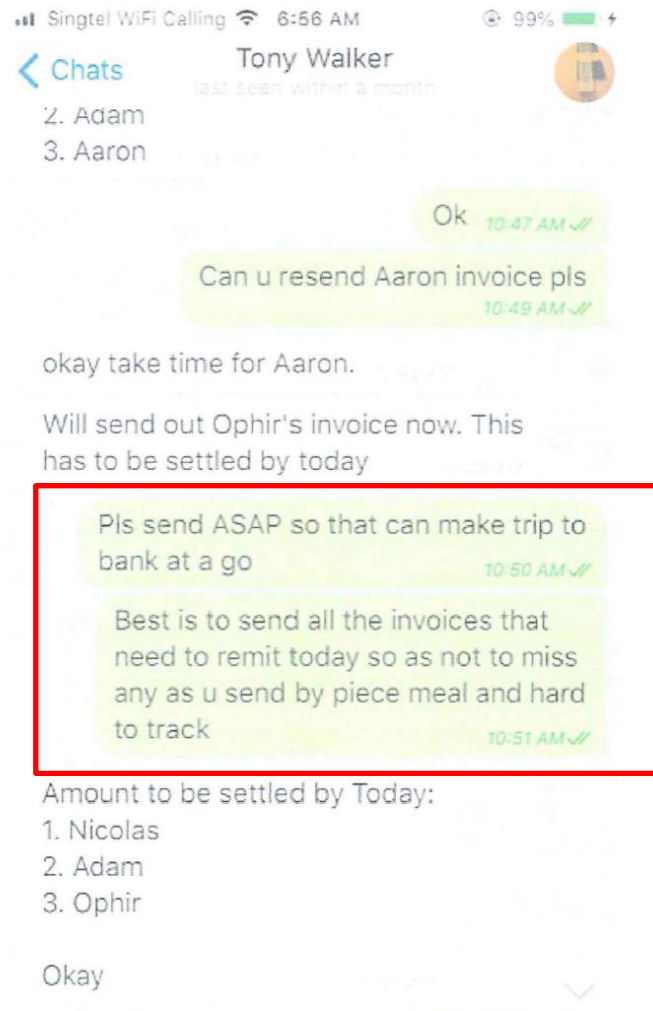 Singtel WiFi Calling 6:56 AM 99%
Chats Tony Walker
last seen within a month
2. Adam
3. Aaron
Ok 10:47 AM
Can u resend Aaron invoice pls
10:49 AM
okay take time for Aaron.
Will send out Ophir's invoice now. This
has to be settled by today
Pls send ASAP so that can make trip to
bank at a go 10:50 AM
Best is to send all the invoices that
need to remit today so as not to miss
any as u send by piece meal and hard
to track 10:51 AM
Amount to be settled by Today:
1. Nicolas
2. Adam
3. Ophir
Okay